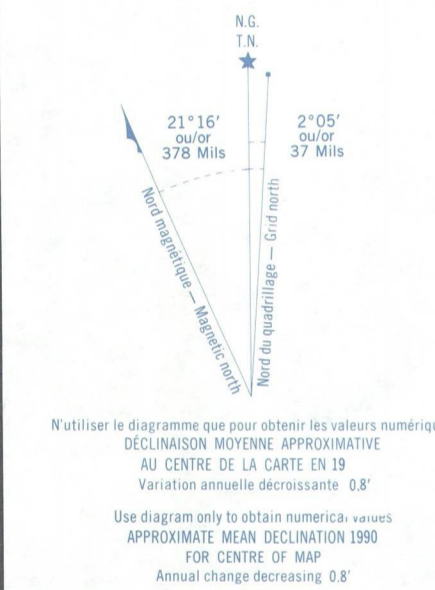 N.G.
T.N.
21°16'
ou/or
378 Mils
2°05'
ou/or
37 Mils
Nord magnétique — Magnetic north
Nord du quadrillage — Grid north
N'utiliser le diagramme que pour obtenir les valeurs numériqu
DÉCLINAISON MOYENNE APPROXIMATIVE
AU CENTRE DE LA CARTE EN 19
Variation annuelle décroissante 0.8'
Use diagram only to obtain numerical values
APPROXIMATE MEAN DECLINATION 1990
FOR CENTRE OF MAP
Annual change decreasing 0.8'